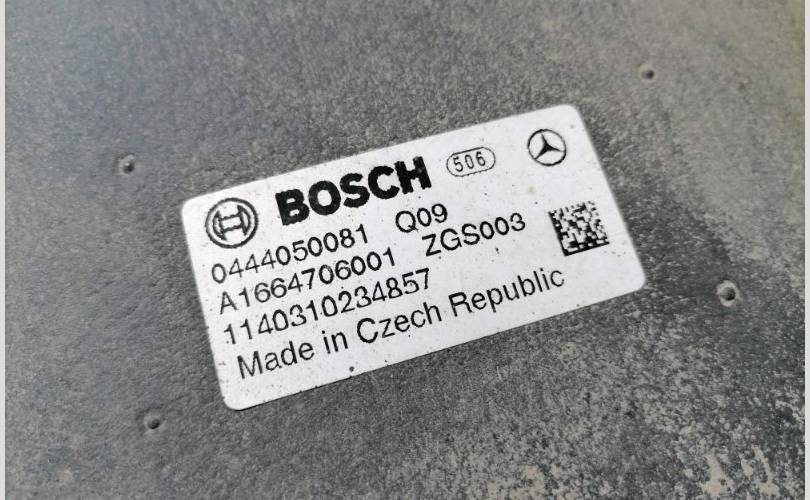 BOSCH 506
0444050081 Q09
A1664706001 ZGS003
1140310234857
Made in Czech Republic